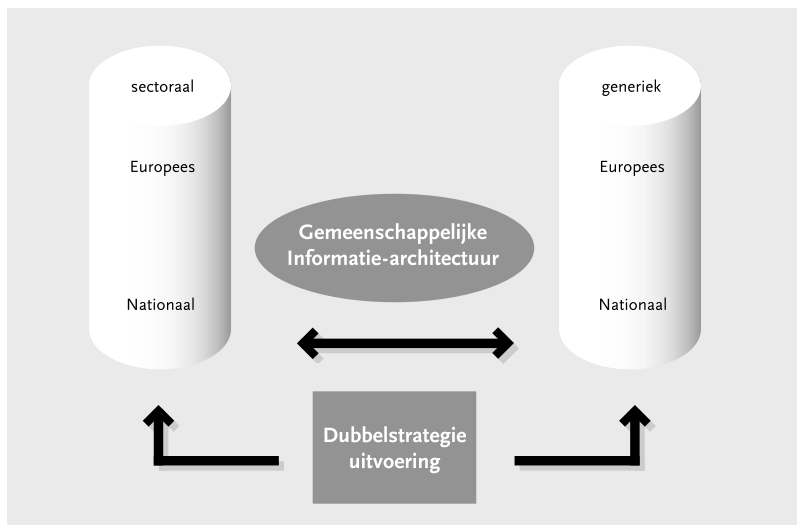 sectoraal
generiek
Europees
Europees
Gemeenschappelijke
Informatie-architectuur
Nationaal
Nationaal
Dubbelstrategie
uitvoering